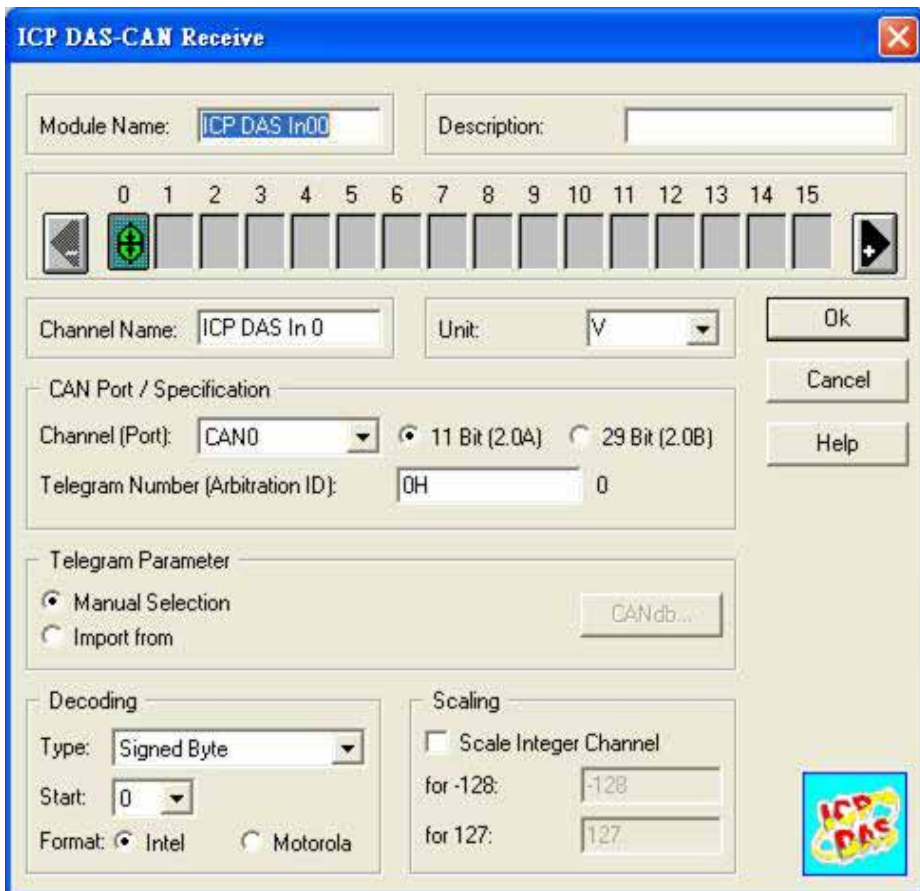 ICP DAS-CAN Receive
Module Name: ICP DAS In00 Description:
0 1 2 3 4 5 6 7 8 9 10 11 12 13 14 15
- +
Channel Name: ICP DAS In 0 Unit: V Ok
CAN Port / Specification Cancel
Channel (Port): CAN0 11 Bit (2.0A) 29 Bit (2.0B) Help
Telegram Number (Arbitration ID): 0H 0
Telegram Parameter
Manual Selection CANdb...
Import from
Decoding Scaling
Type: Signed Byte Scale Integer Channel
Start: 0 for -128: -128
Format: Intel Motorola for 127: 127
ICP
DAS